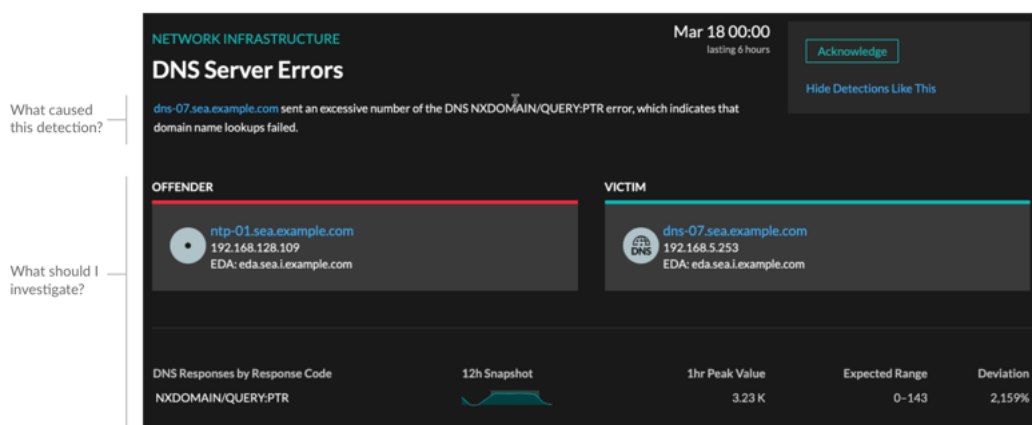 NETWORK INFRASTRUCTURE
Mar 18 00:00
lasting 6 hours
DNS Server Errors
Acknowledge
Hide Detections Like This
What caused
this detection?
dns-07.sea.example.com sent an excessive number of the DNS NXDOMAIN/QUERY:PTR error, which indicates that
domain name lookups failed.
What should I
investigate?
OFFENDER
ntp-01.sea.example.com
192.168.128.109
EDA: eda.sea.i.example.com
VICTIM
DNS
dns-07.sea.example.com
192.168.5.253
EDA: eda.sea.i.example.com
DNS Responses by Response Code
12h Snapshot
1hr Peak Value
Expected Range
Deviation
NXDOMAIN/QUERY:PTR
3.23 K
0–143
2,159%